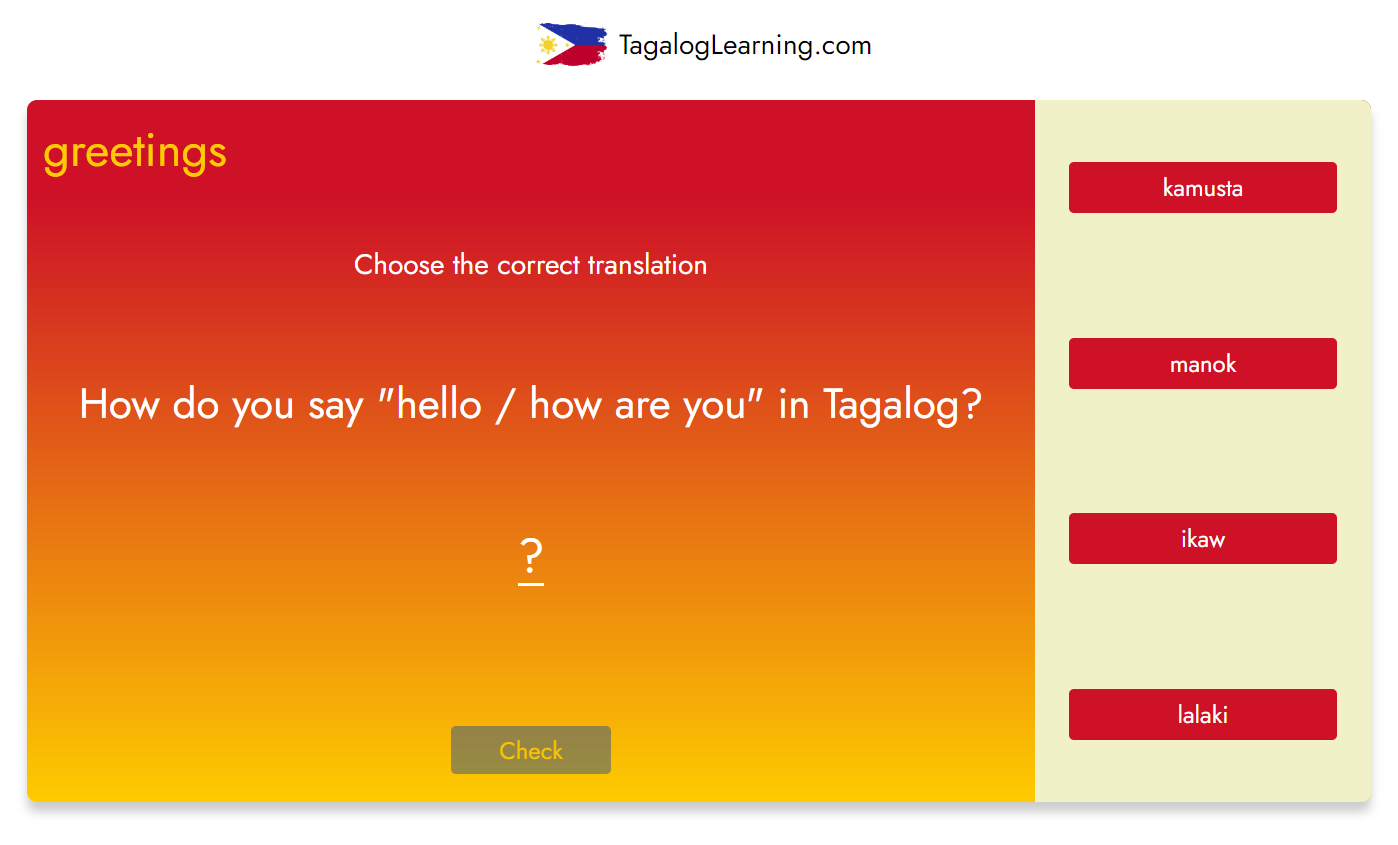 TagalogLearning.com
greetings
Choose the correct translation
How do you say "hello / how are you" in Tagalog?
?
Check
kamusta
manok
ikaw
lalaki